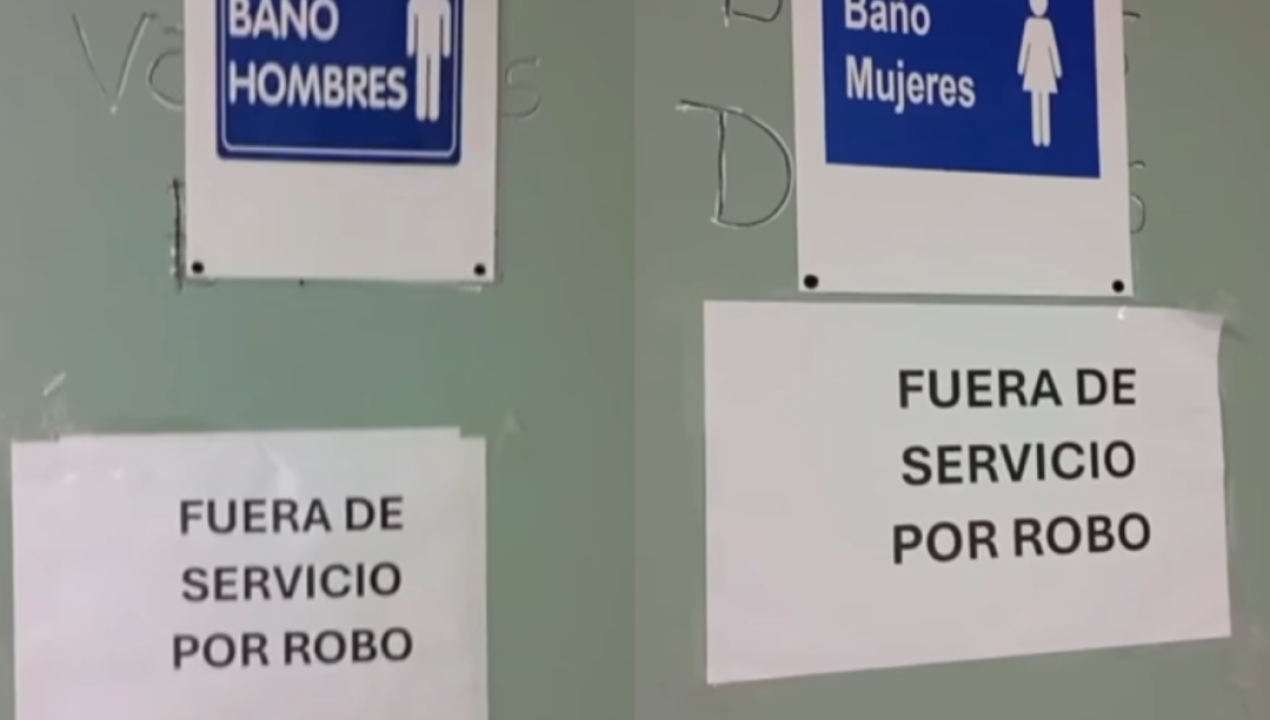 BAÑO
HOMBRES
FUERA DE
SERVICIO
POR ROBO
Baño
Mujeres
D
FUERA DE
SERVICIO
POR ROBO